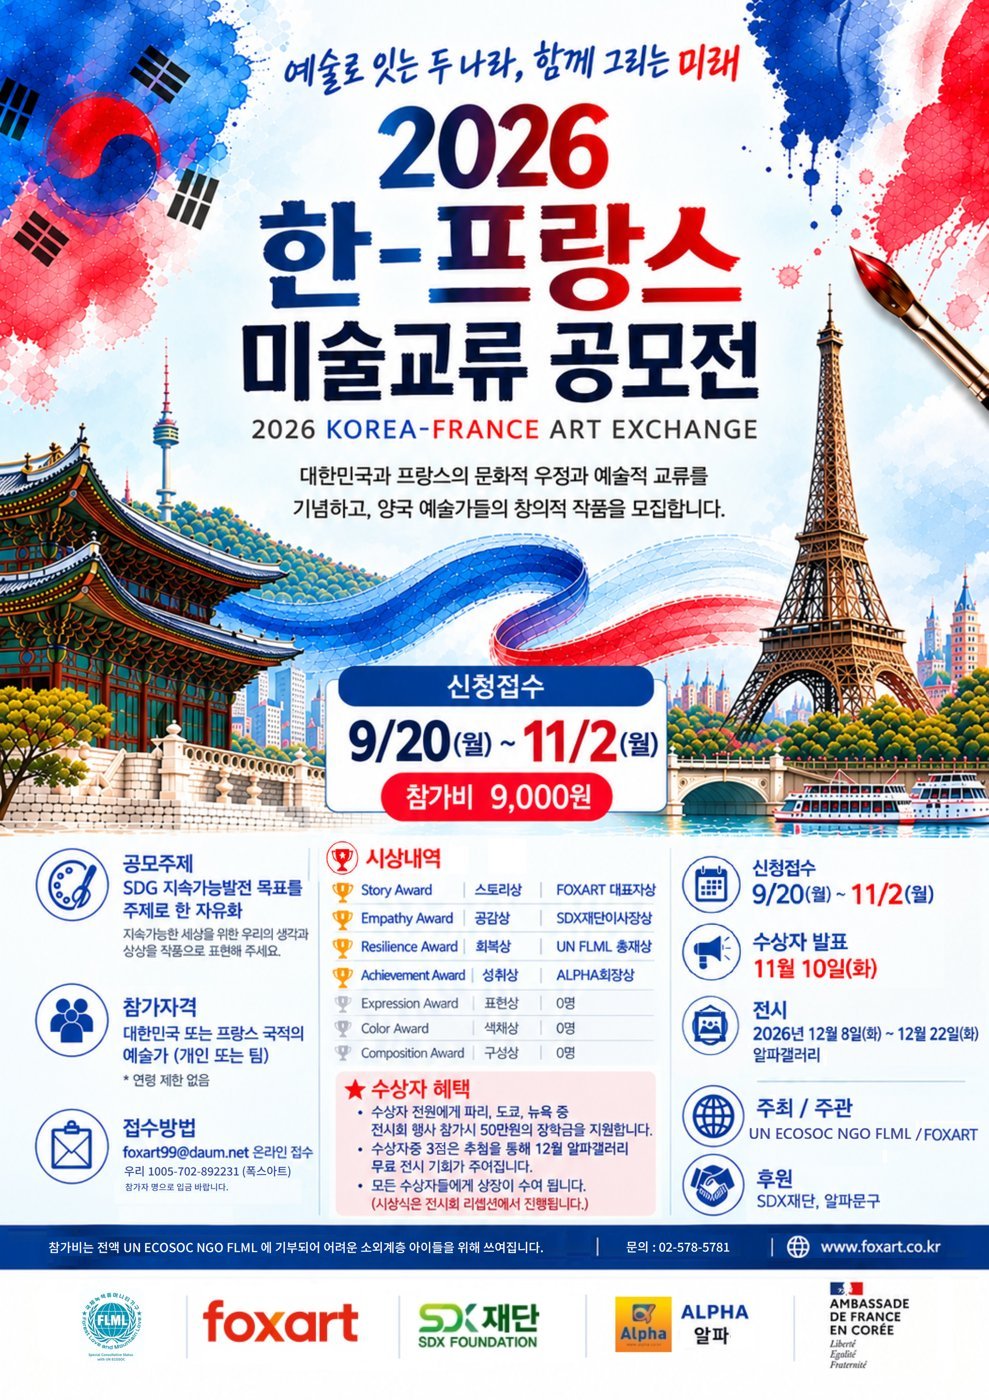 예술로 잇는 두 나라, 함께 그리는 미래
2026
한-프랑스
미술교류 공모전
2026 KOREA-FRANCE ART EXCHANGE
대한민국과 프랑스의 문화적 우정과 예술적 교류를
기념하고, 양국 예술가들의 창의적 작품을 모집합니다.
신청접수
9/20(월) ~ 11/2(월)
참가비 9,000원
공모주제
SDG 지속가능발전 목표를
주제로 한 자유화
지속가능한 세상을 위한 우리의 생각과
상상을 작품으로 표현해 주세요.
참가자격
대한민국 또는 프랑스 국적의
예술가 (개인 또는 팀)
* 연령 제한 없음
접수방법
foxart99@daum.net 온라인 접수
우리 1005-702-892231 (폭스아트)
참가자 명으로 입금 바랍니다.
시상내역
Story Award | 스토리상 | FOXART 대표자상
Empathy Award | 공감상 | SDX재단이사장상
Resilience Award | 회복상 | UN FLML 총재상
Achievement Award | 성취상 | ALPHA회장상
Expression Award | 표현상 | 0명
Color Award | 색채상 | 0명
Composition Award | 구성상 | 0명
수상자 혜택
• 수상자 전원에게 파리, 도쿄, 뉴욕 중
전시회 행사 참가시 50만원의 장학금을 지원합니다.
• 수상자중 3점은 추첨을 통해 12월 알파갤러리
무료 전시 기회가 주어집니다.
• 모든 수상자들에게 상장이 수여 됩니다.
(시상식은 전시회 리셉션에서 진행됩니다.)
신청접수
9/20(월) ~ 11/2(월)
수상자 발표
11월 10일(화)
전시
2026년 12월 8일(화) ~ 12월 22일(화)
알파갤러리
주최 / 주관
UN ECOSOC NGO FLML / FOXART
후원
SDX재단, 알파문구
참가비는 전액 UN ECOSOC NGO FLML 에 기부되어 어려운 소외계층 아이들을 위해 쓰여집니다. | 문의 : 02-578-5781 | www.foxart.co.kr
FLML
foxart
SDX 재단
SDX FOUNDATION
Alpha
ALPHA
알파
AMBASSADE
DE FRANCE
EN CORÉE
Liberté
Égalité
Fraternité